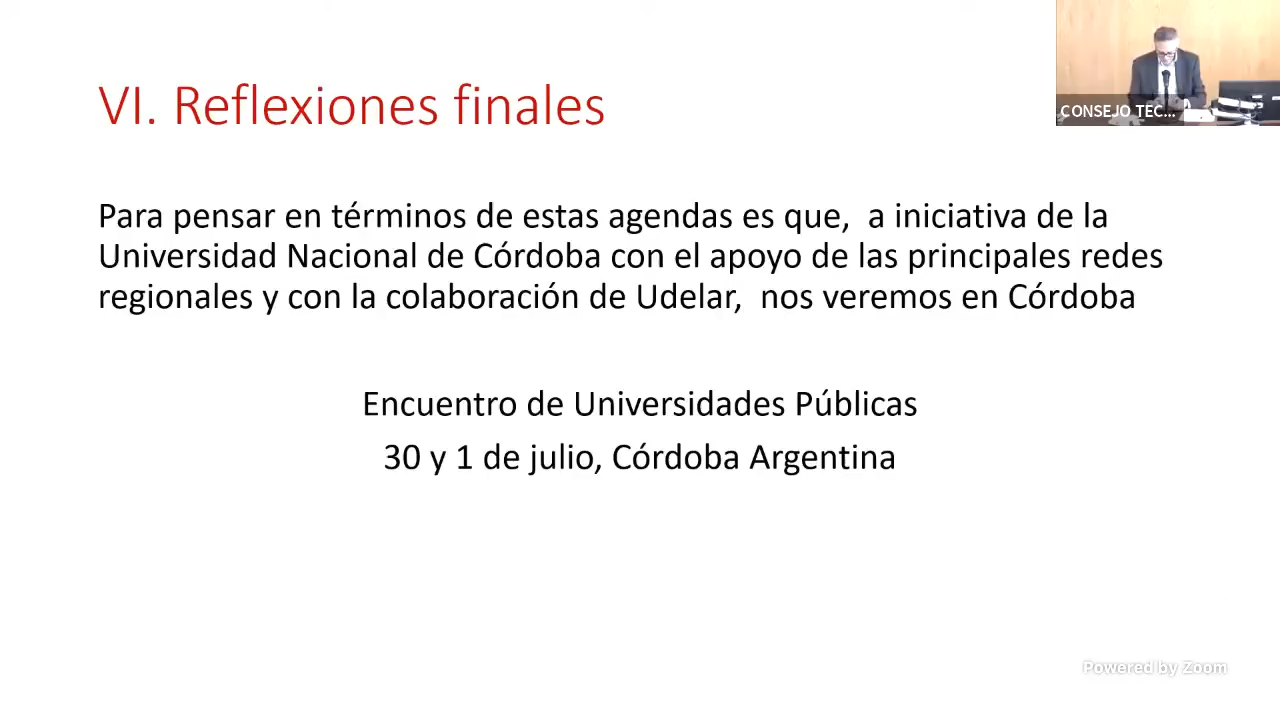 VI. Reflexiones finales
CONSEJO TEC...
Para pensar en términos de estas agendas es que, a iniciativa de la
Universidad Nacional de Córdoba con el apoyo de las principales redes
regionales y con la colaboración de Udelar, nos veremos en Córdoba
Encuentro de Universidades Públicas
30 y 1 de julio, Córdoba Argentina
Powered by Zoom